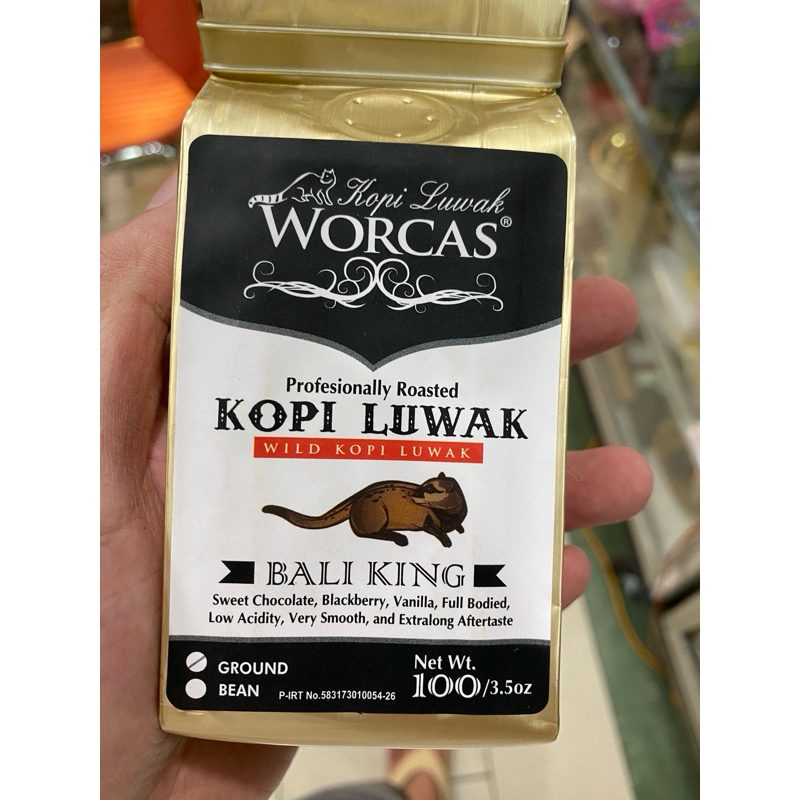 Kopi Luwak
WORCAS®
Profesionally Roasted
KOPI LUWAK
WILD KOPI LUWAK
BALI KING
Sweet Chocolate, Blackberry, Vanilla, Full Bodied,
Low Acidity, Very Smooth, and Extralong Aftertaste
GROUND
BEAN
P-IRT No.583173010054-26
Net Wt.
100/3.5oz